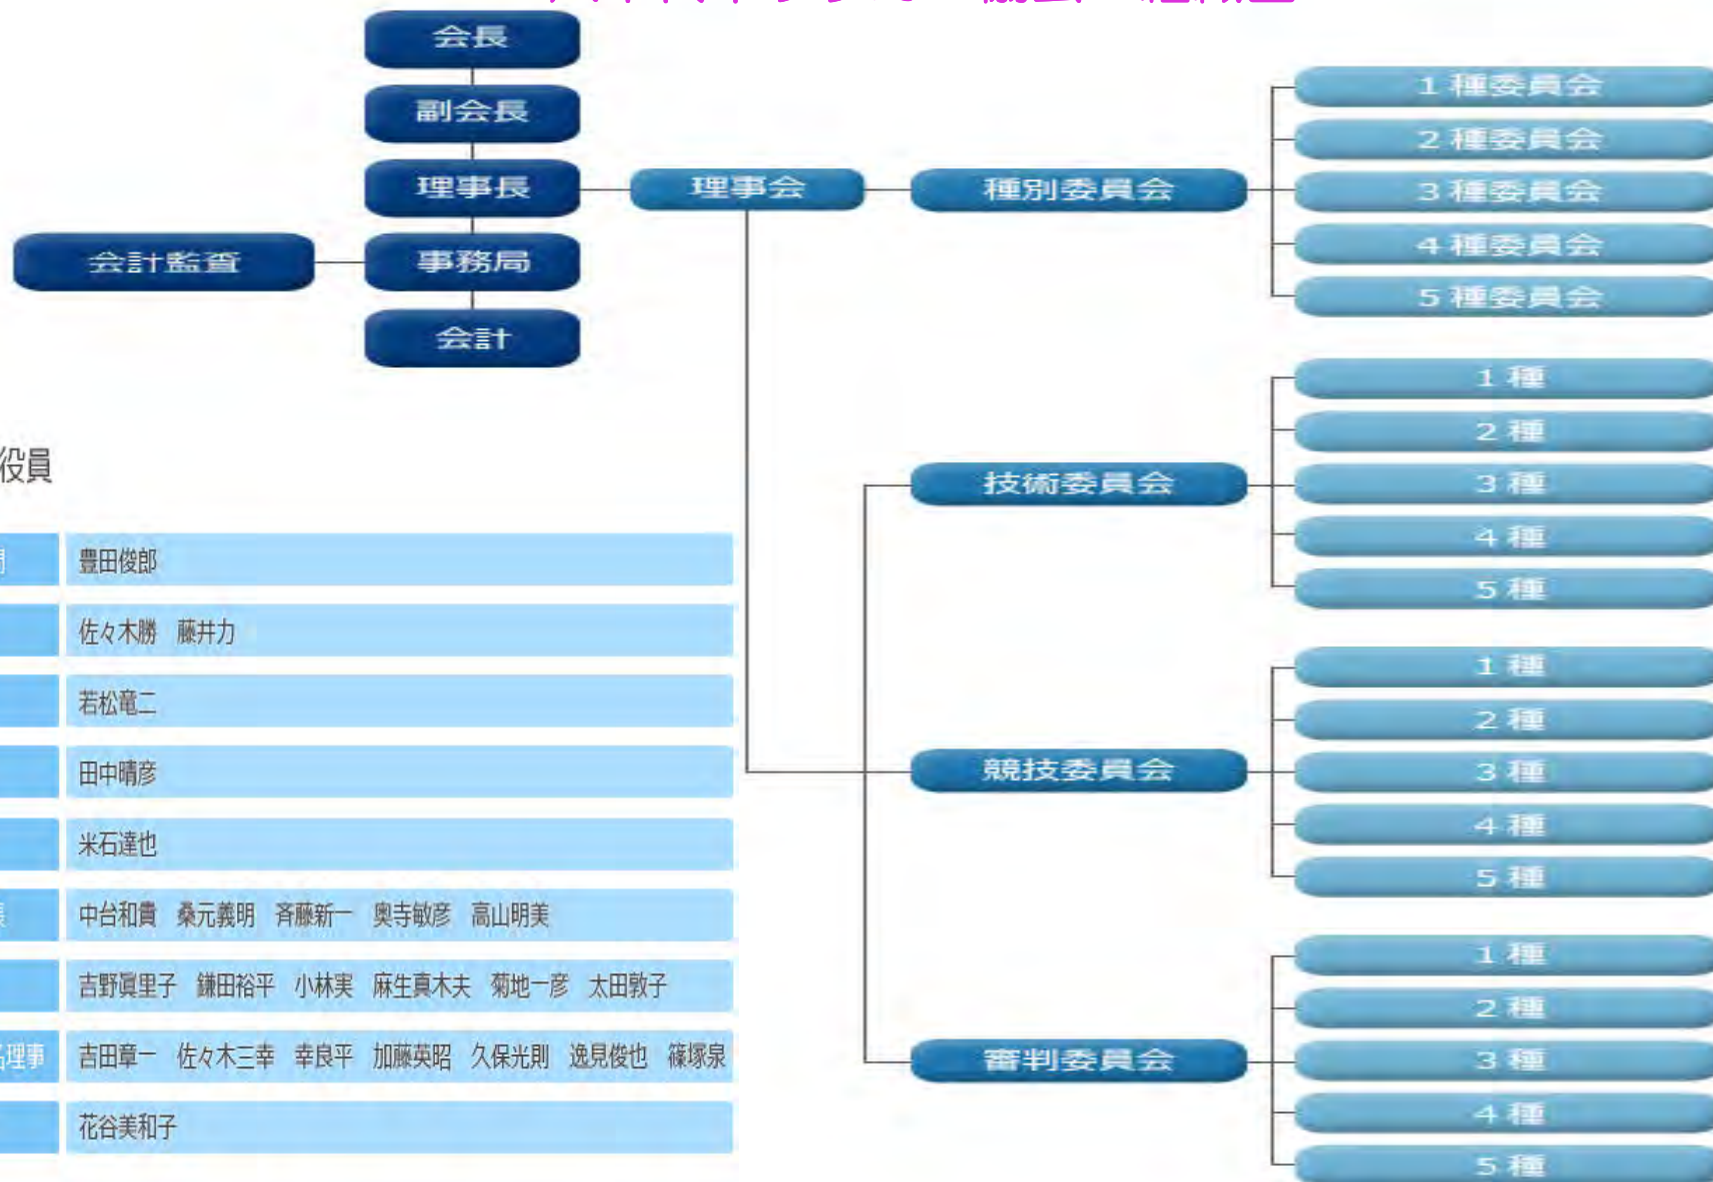 協会 組織図
会長
副会長
理事長
事務局
会計
会計監査
理事会
種別委員会
1種委員会
2種委員会
3種委員会
4種委員会
5種委員会
技術委員会
1種
2種
3種
4種
5種
競技委員会
1種
2種
3種
4種
5種
審判委員会
1種
2種
3種
4種
5種
役員
豊田俊郎
佐々木勝 藤井力
若松竜二
田中晴彦
米石達也
中台和貴 桑元義明 斉藤新一 奥寺敏彦 高山明美
吉野眞里子 鎌田裕平 小林実 麻生真木夫 菊地一彦 太田敦子
理事 吉田章一 佐々木三幸 幸良平 加藤英昭 久保光則 逸見俊也 篠塚泉
花谷美和子